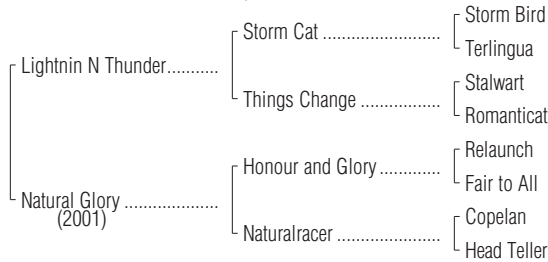 Storm Bird
Storm Cat ........................
Terlingua
Lightnin N Thunder...........
Stalwart
Things Change .................
Romanticat
Relaunch
Honour and Glory.............
Fair to All
Natural Glory ....................
(2001)
Copelan
Naturalracer ......................
Head Teller